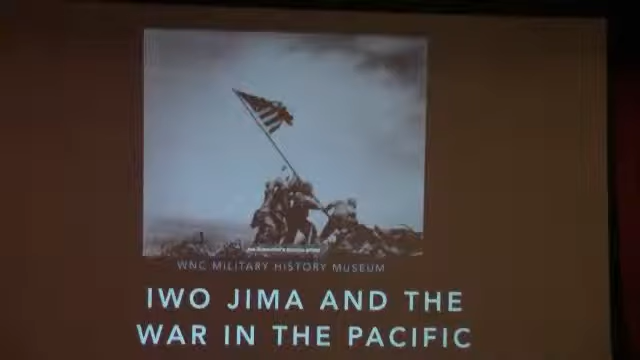 WNC MILITARY HISTORY MUSEUM
IWO JIMA AND THE
WAR IN THE PACIFIC